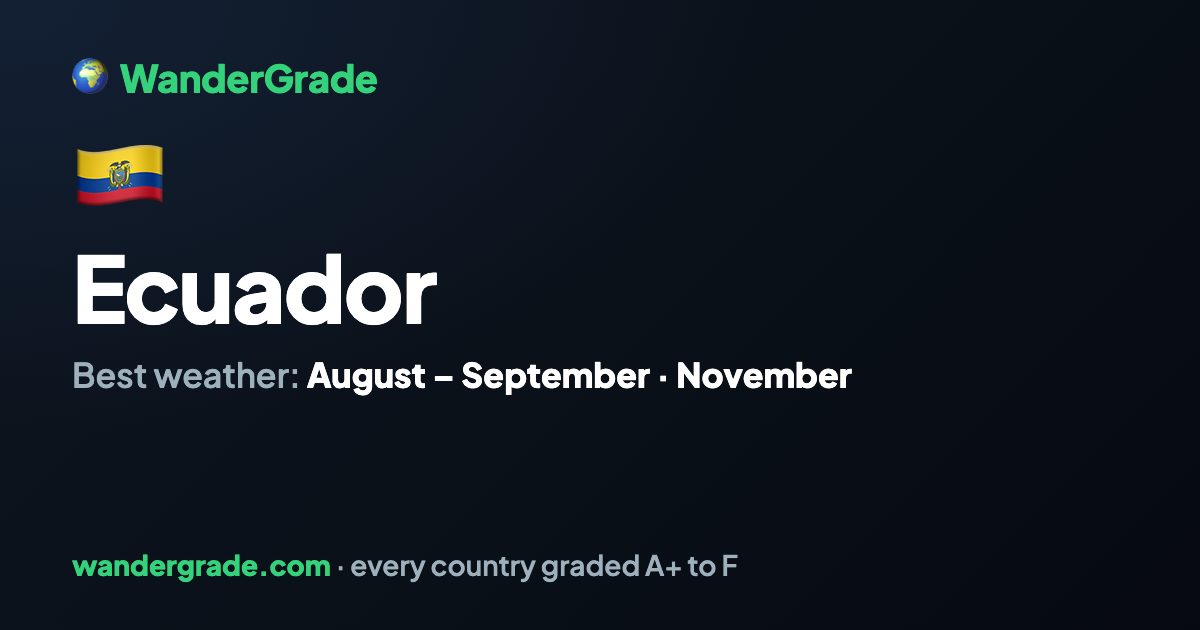 WanderGrade
Ecuador
Best weather: August – September · November
wandergrade.com · every country graded A+ to F